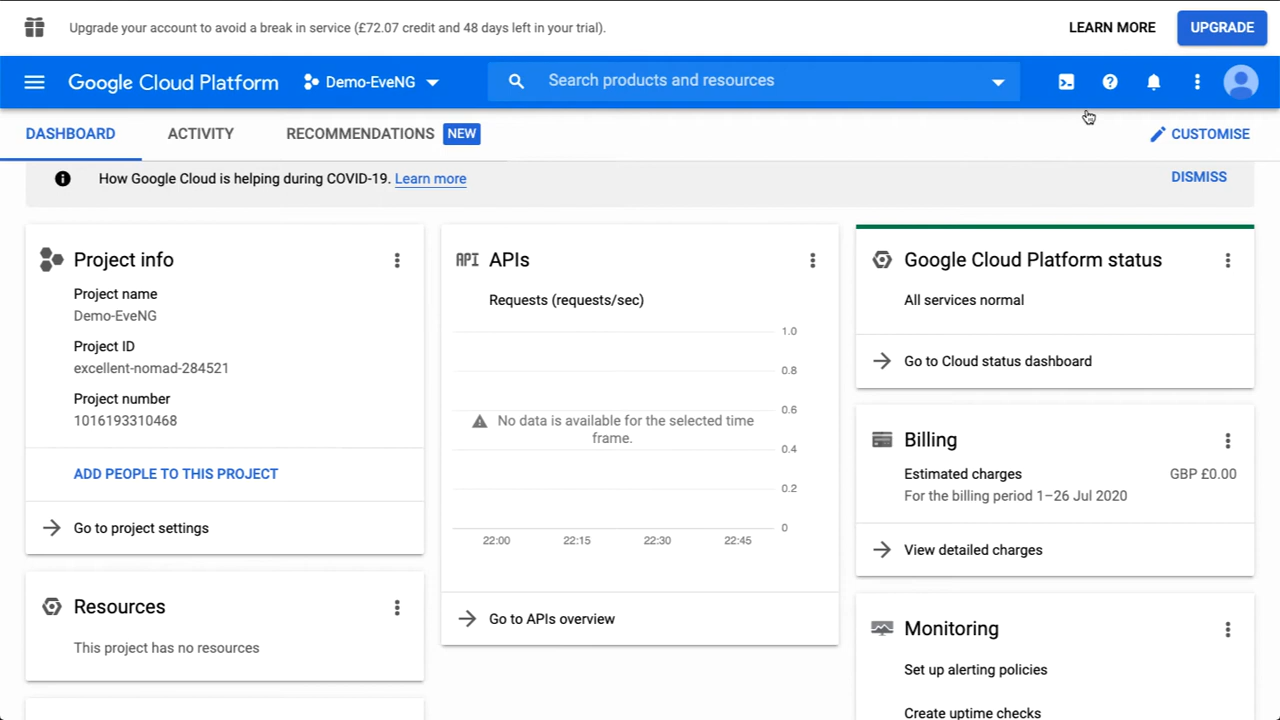 Upgrade your account to avoid a break in service (£72.07 credit and 48 days left in your trial).
LEARN MORE
UPGRADE
Google Cloud Platform
Demo-EveNG
Search products and resources
DASHBOARD
ACTIVITY
RECOMMENDATIONS
NEW
CUSTOMISE
How Google Cloud is helping during COVID-19. Learn more
DISMISS
Project info
Project name
Demo-EveNG
Project ID
excellent-nomad-284521
Project number
1016193310468
ADD PEOPLE TO THIS PROJECT
Go to project settings
Resources
This project has no resources
API APIs
Requests (requests/sec)
1.0
0.8
0.6
No data is available for the selected time
frame.
0.4
0.2
0
22:00
22:15
22:30
22:45
Go to APIs overview
Google Cloud Platform status
All services normal
Go to Cloud status dashboard
Billing
Estimated charges
GBP £0.00
For the billing period 1–26 Jul 2020
View detailed charges
Monitoring
Set up alerting policies
Create uptime checks